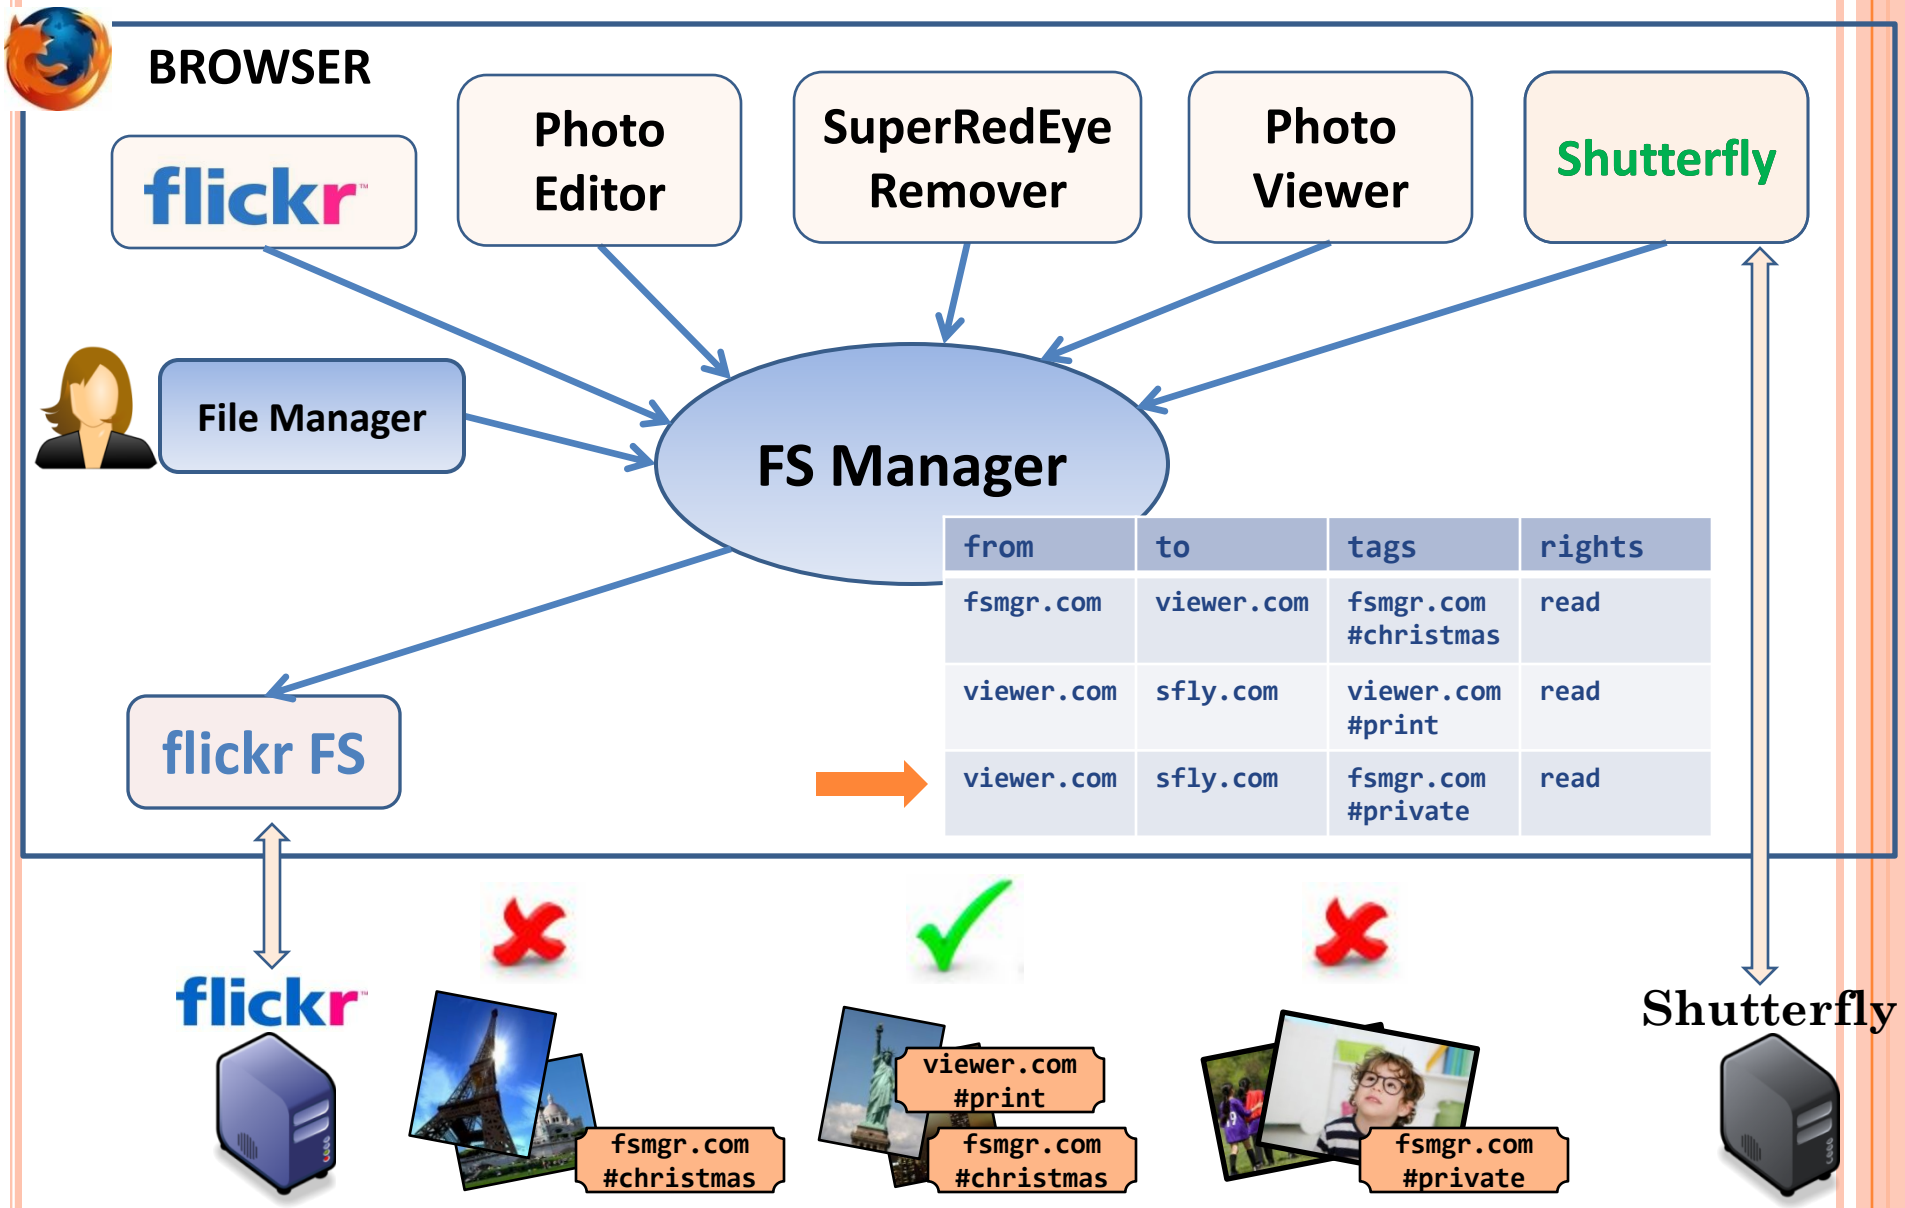 BROWSER
flickr™
Photo
Editor
SuperRedEye
Remover
Photo
Viewer
Shutterfly
File Manager
FS Manager
from to tags rights
fsmgr.com viewer.com fsmgr.com read
#christmas
viewer.com sfly.com viewer.com read
#print
viewer.com sfly.com fsmgr.com read
#private
flickr FS
flickr™
Shutterfly
fsmgr.com
#christmas
viewer.com
#print
fsmgr.com
#christmas
fsmgr.com
#private